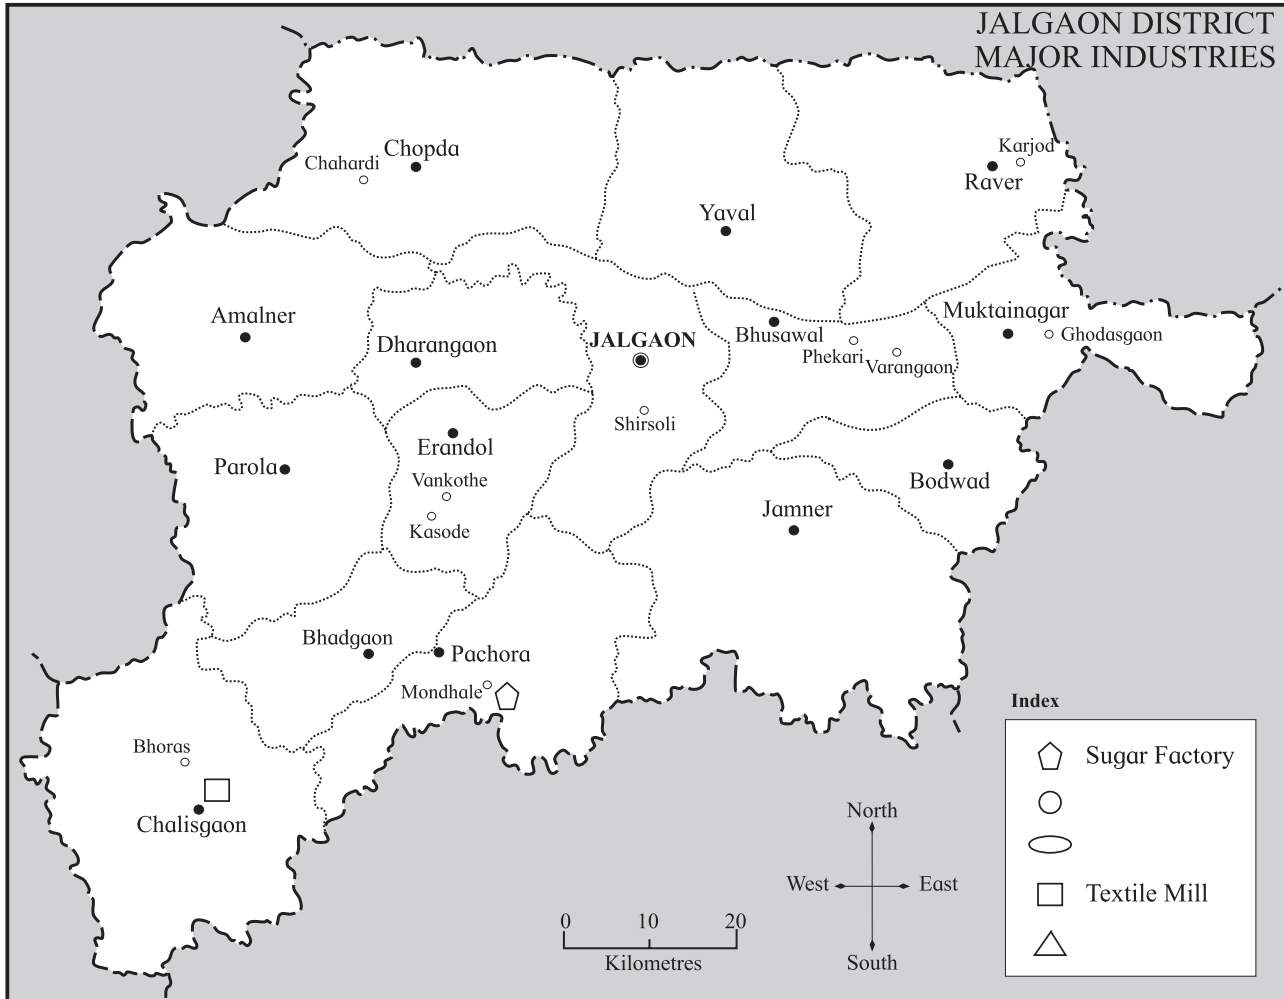 JALGAON DISTRICT
MAJOR INDUSTRIES
Karjod
Chopda
Chahardi
Raver
Yaval
Muktainagar
Amalner
Bhusawal
Ghodasgaon
JALGAON
Dharangaon
Phekari
Varangaon
Shirsoli
Erandol
Parola
Vankothe
Bodwad
Jamner
Kasode
Bhadgaon
Pachora
Mondhale
Index
Bhoras
Sugar Factory
North
Chalisgaon
West
East
Textile Mill
0 10 20
Kilometres
South